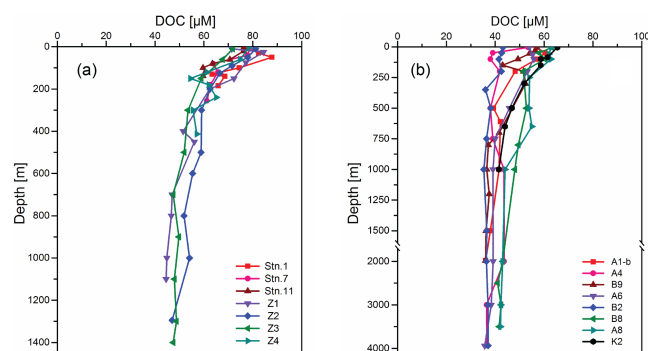 DOC [µM]
0 20 40 60 80 100
(a)
Depth [m]
0
200
400
600
800
1000
1200
1400
Stn.1
Stn.7
Stn.11
Z1
Z2
Z3
Z4
DOC [µM]
0 20 40 60 80 100
(b)
Depth [m]
0
250
500
750
1000
1500
2000
3000
4000
A1-b
A4
B9
A6
B2
B8
A8
K2